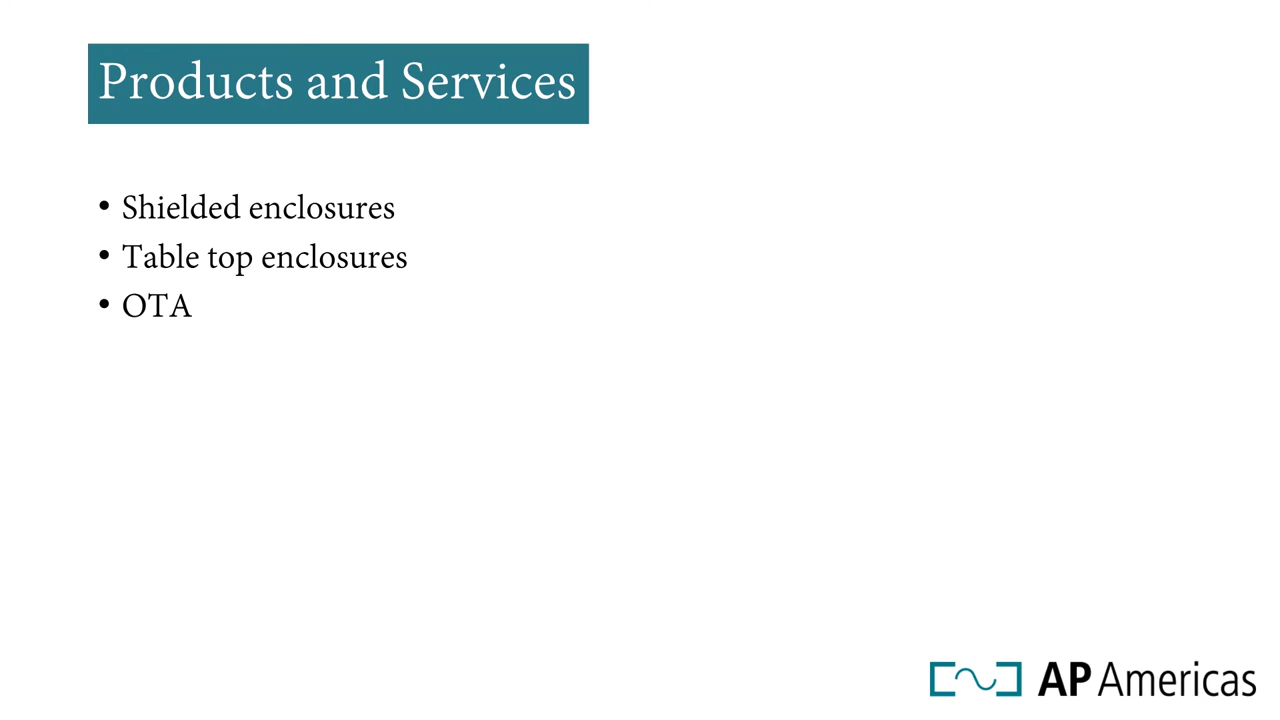 Products and Services
• Shielded enclosures
• Table top enclosures
• OTA
AP Americas